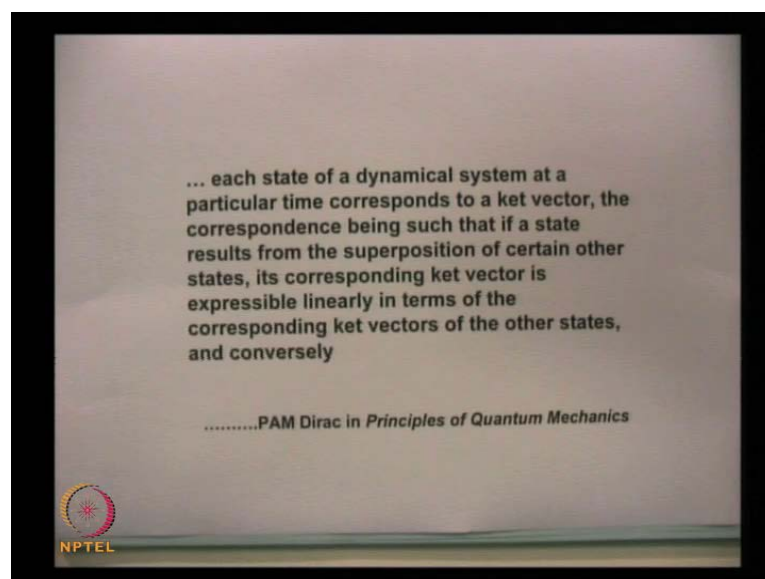 ... each state of a dynamical system at a
particular time corresponds to a ket vector, the
correspondence being such that if a state
results from the superposition of certain other
states, its corresponding ket vector is
expressible linearly in terms of the
corresponding ket vectors of the other states,
and conversely
..........PAM Dirac in Principles of Quantum Mechanics
NPTEL